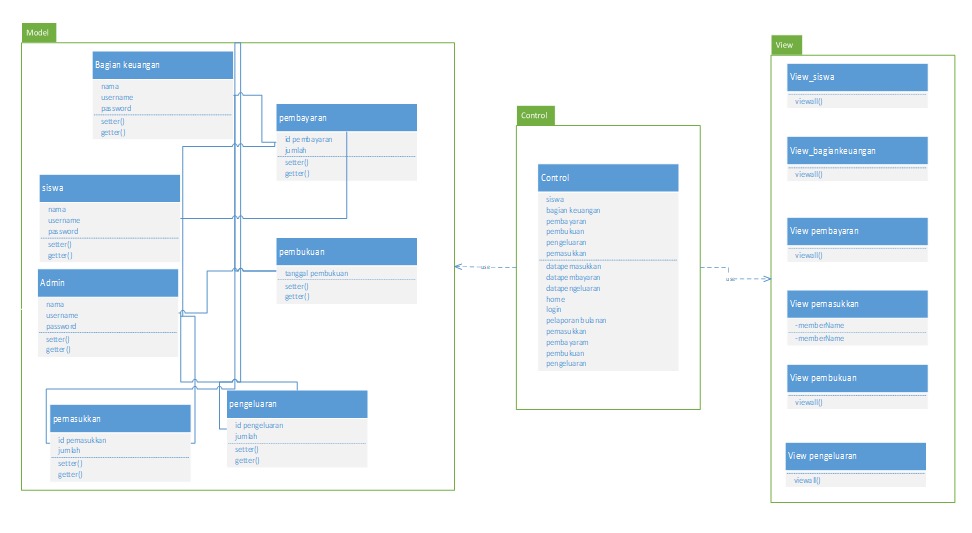 Model
Bagian keuangan
nama
username
password
setter()
getter()
pembayaran
id pembayaran
jumlah
setter()
getter()
siswa
nama
username
password
setter()
getter()
pembukuan
tanggal pembukuan
setter()
getter()
Admin
nama
username
password
setter()
getter()
pemasukkan
id pemasukkan
jumlah
setter()
getter()
pengeluaran
id pengeluaran
jumlah
setter()
getter()
Control
Control
siswa
bagian keuangan
pembayaran
pembukuan
pengeluaran
pemasukkan
datapemasukkan
datapembayaran
datapengeluaran
home
login
pelaporan bulanan
pemasukkan
pembayaram
pembukuan
pengeluaran
use
use
View
View_siswa
viewall()
View_bagiankeuangan
viewall()
View pembayaran
viewall()
View pemasukkan
-memberName
-memberName
View pembukuan
viewall()
View pengeluaran
viewall()